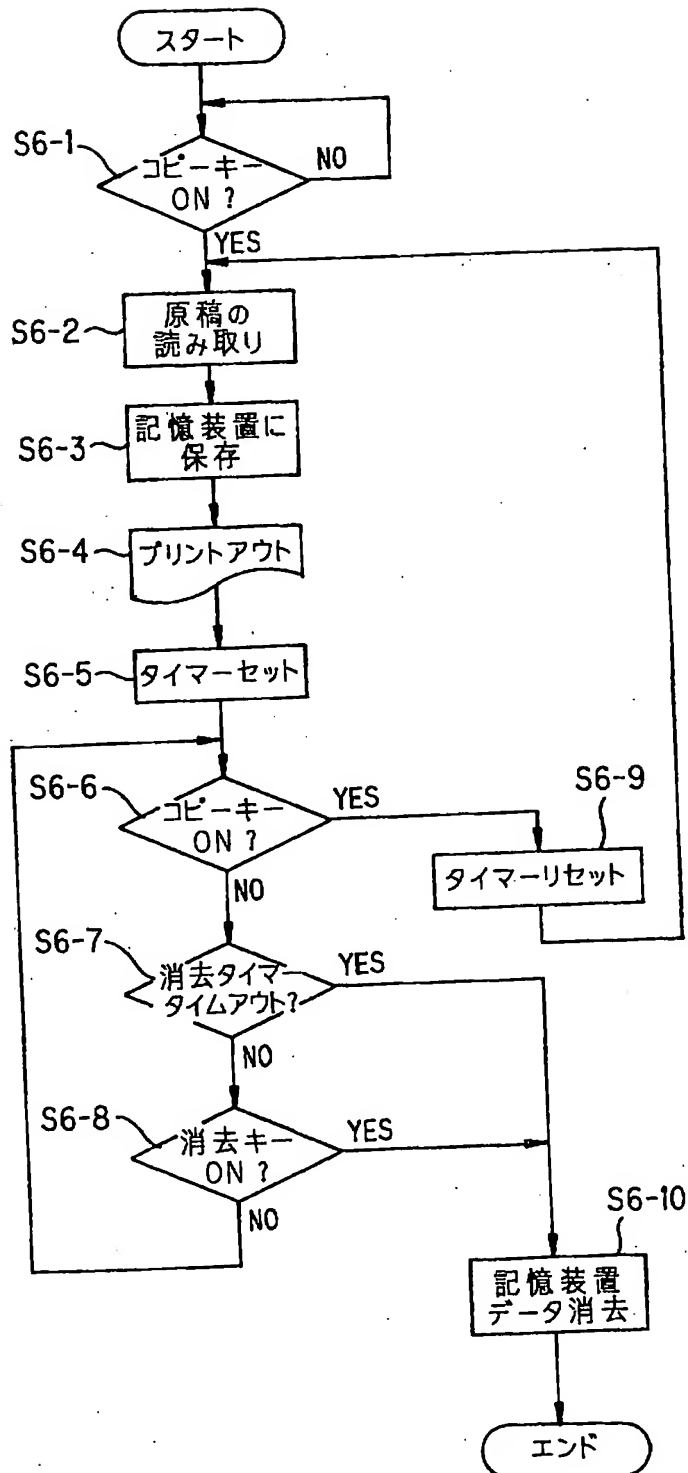 スタート
S6-1
コピーキー
ON ?
NO
YES
S6-2
原稿の
読み取り
S6-3
記憶装置に
保存
S6-4
プリントアウト
S6-5
タイマーセット
S6-6
コピーキー
ON ?
YES
NO
S6-9
タイマーリセット
S6-7
消去タイマー
タイムアウト?
YES
NO
S6-8
消去キー
ON ?
YES
NO
S6-10
記憶装置
データ消去
エンド